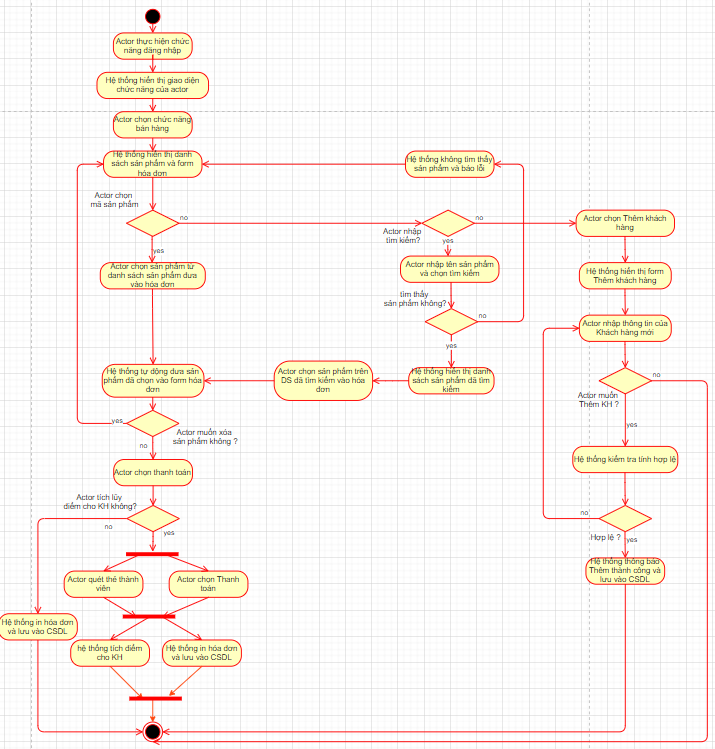 Actor thực hiện chức
năng đăng nhập
Hệ thống hiển thị giao diện
chức năng của actor
Actor chọn chức năng
bán hàng
Hệ thống hiển thị danh
sách sản phẩm và form
hóa đơn
Hệ thống không tìm thấy
sản phẩm và báo lỗi
Actor chọn
mã sản phẩm
no
yes
Actor nhập
tìm kiếm?
no
yes
Actor chọn Thêm khách
hàng
Actor chọn sản phẩm từ
danh sách sản phẩm đưa
vào hóa đơn
Actor nhập tên sản phẩm
và chọn tìm kiếm
Hệ thống hiển thị form
Thêm khách hàng
tìm thấy
sản phẩm không?
no
yes
Actor nhập thông tin của
Khách hàng mới
Hệ thống tự động đưa sản
phẩm đã chọn vào form hóa
đơn
Actor chọn sản phẩm trên
DS đã tìm kiếm vào hóa
đơn
Hệ thống hiển thị danh
sách sản phẩm đã tìm
kiếm
no
Actor muốn
Thêm KH ?
yes
yes
no
Actor muốn xóa
sản phẩm không ?
Actor chọn thanh toán
Hệ thống kiểm tra tính hợp lệ
Actor tích lũy
điểm cho KH không?
no
yes
no
Hợp lệ ?
yes
Actor quét thẻ thành
viên
Actor chọn Thanh
toán
Hệ thống thông báo
Thêm thành công và
lưu vào CSDL
Hệ thống in hóa đơn
và lưu vào CSDL
hệ thống tích điểm
cho KH
Hệ thống in hóa đơn
và lưu vào CSDL